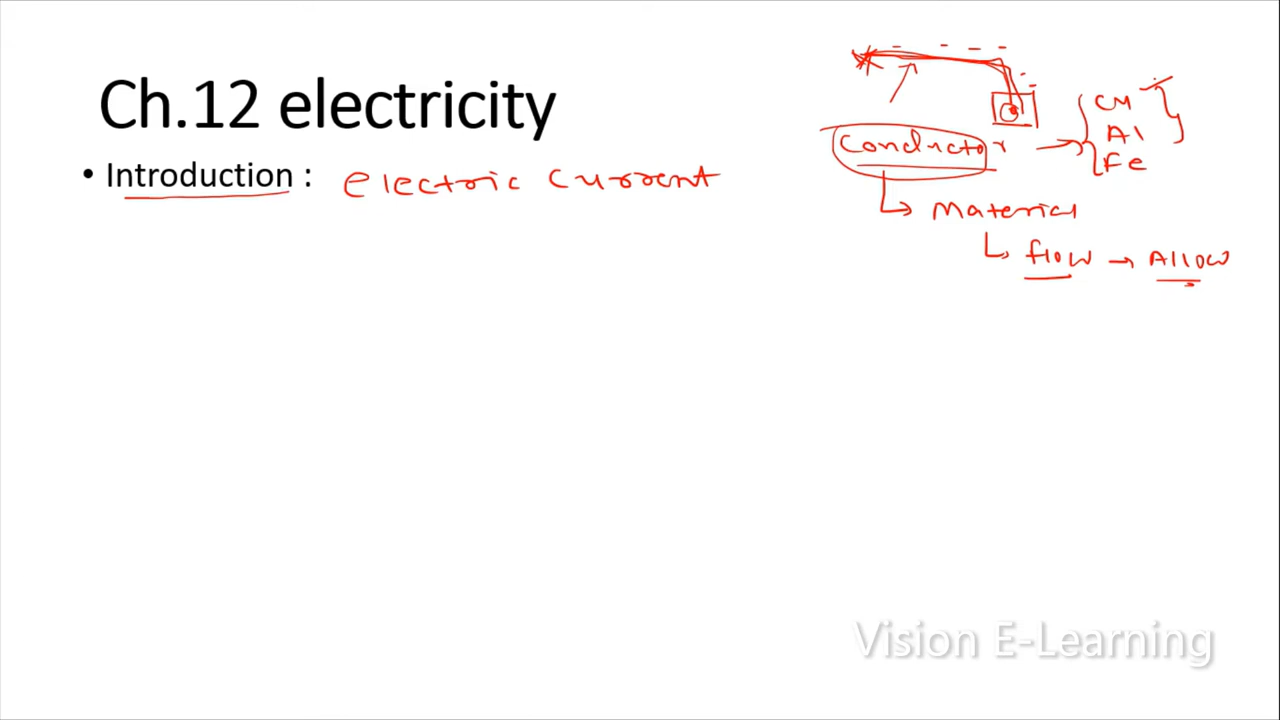 Ch.12 electricity
• Introduction : electric current
Conductor → Cu
Al
Fe
Material
flow → Allow
Vision E-Learning